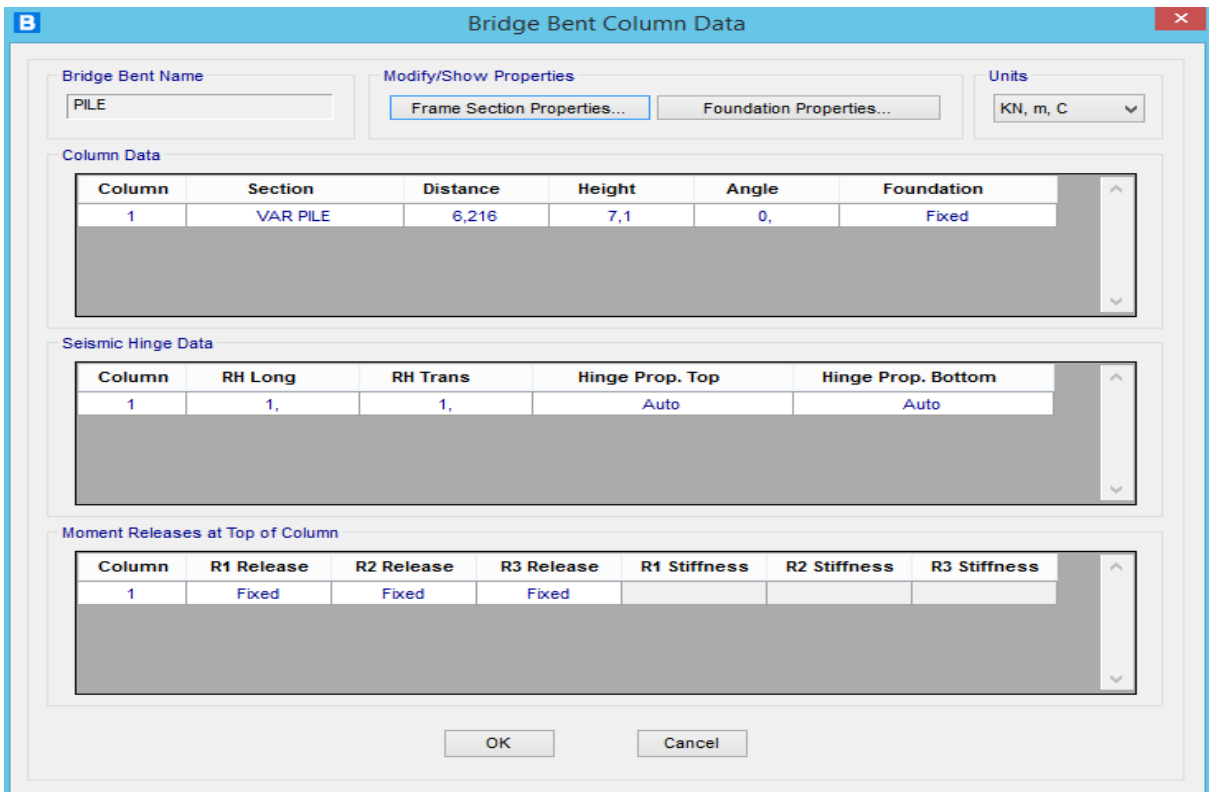 B Bridge Bent Column Data ✕
Bridge Bent Name Modify/Show Properties Units
PILE Frame Section Properties... Foundation Properties... KN, m, C
Column Data
Column Section Distance Height Angle Foundation
1 VAR PILE 6,216 7,1 0, Fixed
Seismic Hinge Data
Column RH Long RH Trans Hinge Prop. Top Hinge Prop. Bottom
1 1, 1, Auto Auto
Moment Releases at Top of Column
Column R1 Release R2 Release R3 Release R1 Stiffness R2 Stiffness R3 Stiffness
1 Fixed Fixed Fixed
OK Cancel